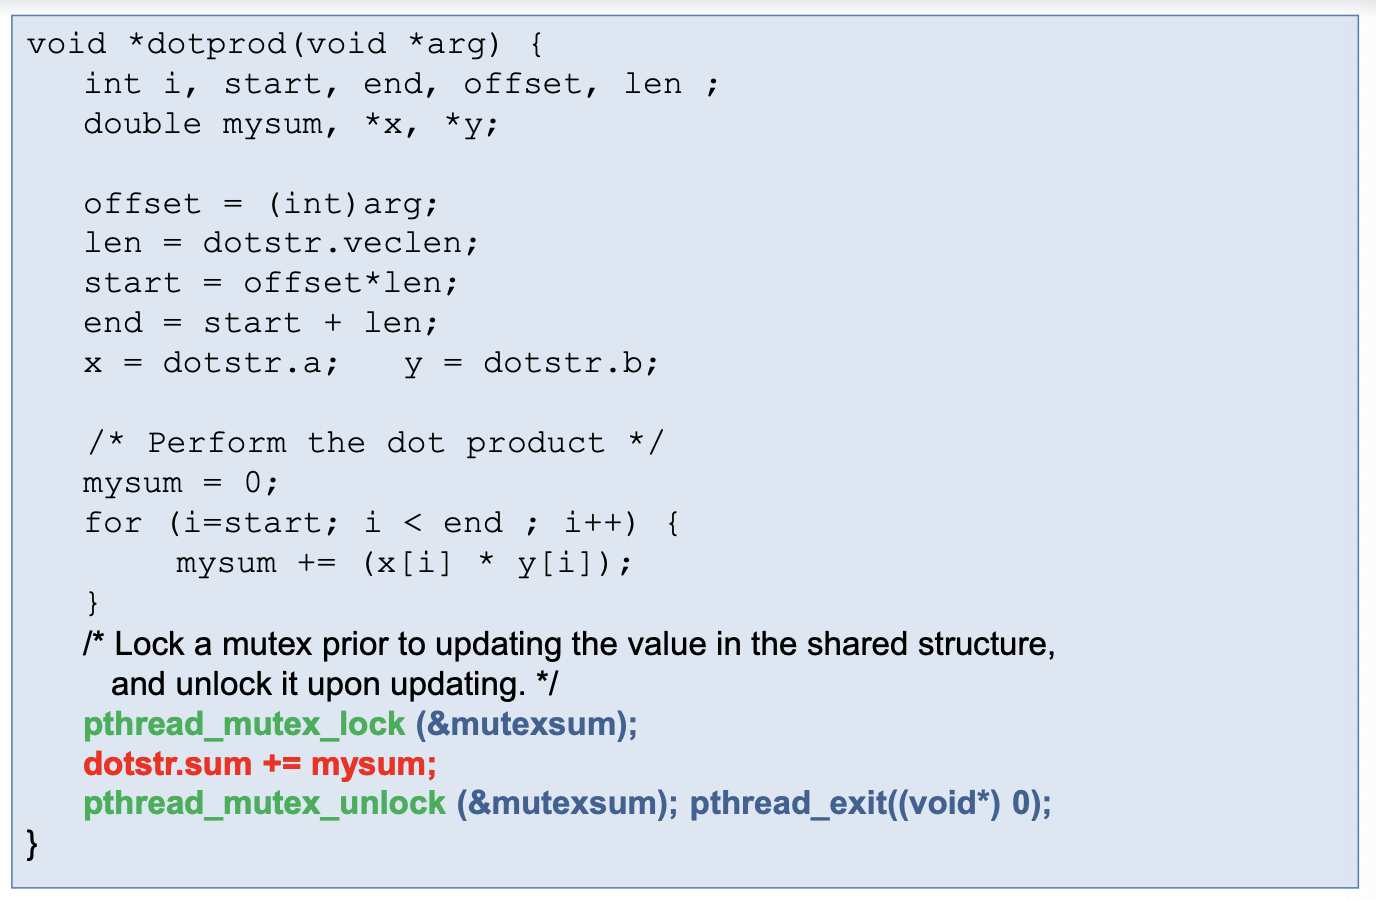 void *dotprod(void *arg) {
int i, start, end, offset, len ;
double mysum, *x, *y;
offset = (int)arg;
len = dotstr.veclen;
start = offset*len;
end = start + len;
x = dotstr.a;   y = dotstr.b;
/* Perform the dot product */
mysum = 0;
for (i=start; i < end ; i++) {
mysum += (x[i] * y[i]);
}
/* Lock a mutex prior to updating the value in the shared structure,
and unlock it upon updating. */
pthread_mutex_lock (&mutexsum);
dotstr.sum += mysum;
pthread_mutex_unlock (&mutexsum); pthread_exit((void*) 0);
}